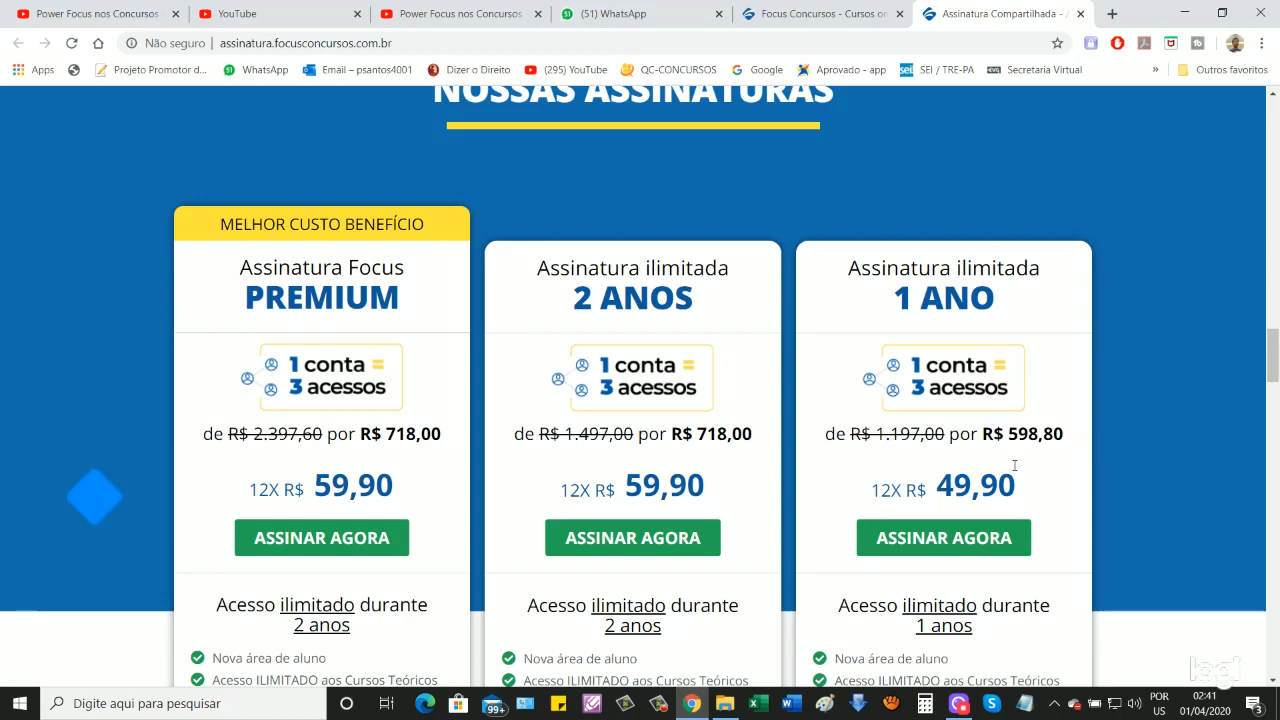 Power Focus nos Concursos
YouTube
Power Focus nos Concursos
(51) WhatsApp
Focus Concursos - Cursos on
Assinatura Compartilhada - A
Não seguro | assinatura.focusconcursos.com.br
Apps
Projeto Promotor d...
WhatsApp
Email – psantos4001
Dizer o Direito
(295) YouTube
QC-CONCURSOS
Google
Aprovado - app
SEI / TRE-PA
Secretaria Virtual
»
Outros favoritos
NOSSAS ASSINATURAS
MELHOR CUSTO BENEFÍCIO
Assinatura Focus
PREMIUM
1 conta =
3 acessos
de R$ 2.397,60 por R$ 718,00
12X R$ 59,90
ASSINAR AGORA
Acesso ilimitado durante
2 anos
Nova área de aluno
Acesso ILIMITADO aos Cursos Teóricos
Assinatura ilimitada
2 ANOS
1 conta =
3 acessos
de R$ 1.497,00 por R$ 718,00
12X R$ 59,90
ASSINAR AGORA
Acesso ilimitado durante
2 anos
Nova área de aluno
Acesso ILIMITADO aos Cursos Teóricos
Assinatura ilimitada
1 ANO
1 conta =
3 acessos
de R$ 1.197,00 por R$ 598,80
12X R$ 49,90
ASSINAR AGORA
Acesso ilimitado durante
1 anos
Nova área de aluno
Acesso ILIMITADO aos Cursos Teóricos
Digite aqui para pesquisar
99+
POR
US
02:41
01/04/2020
3